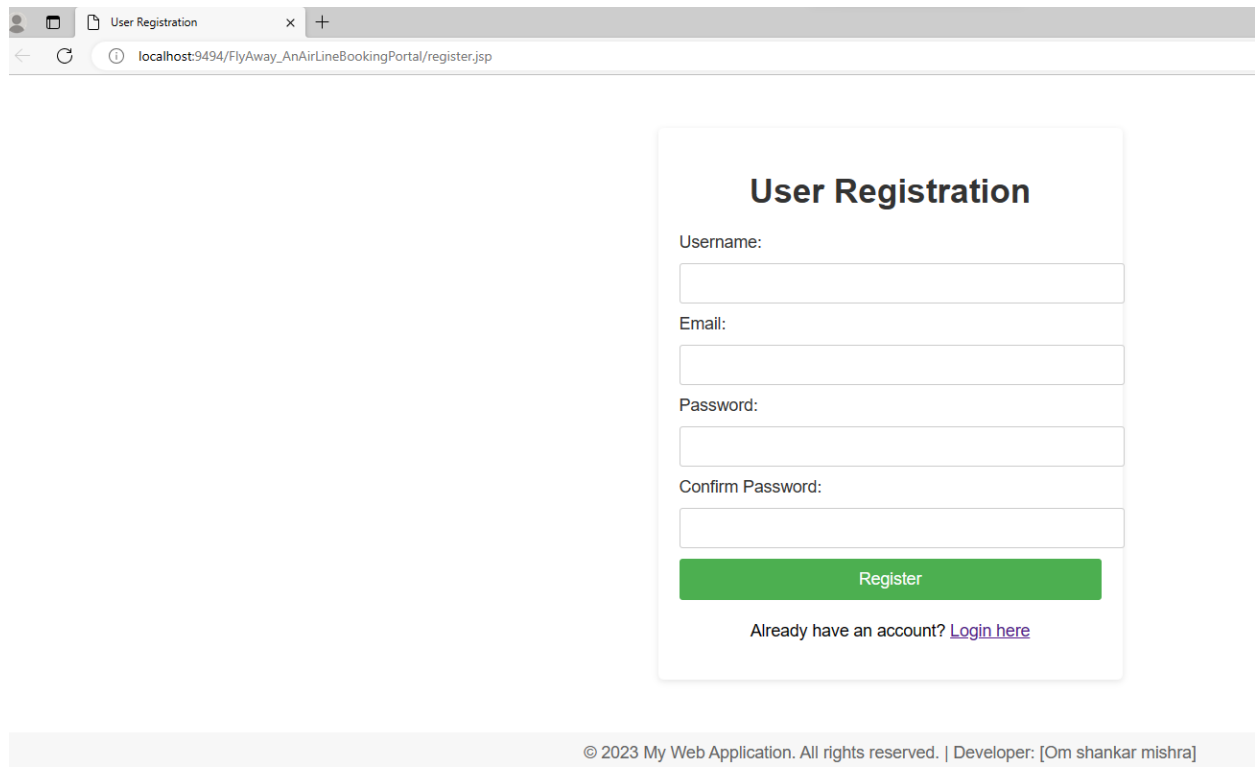 User Registration
localhost:9494/FlyAway_AnAirLineBookingPortal/register.jsp
User Registration
Username:
Email:
Password:
Confirm Password:
Register
Already have an account? Login here
© 2023 My Web Application. All rights reserved. | Developer: [Om shankar mishra]